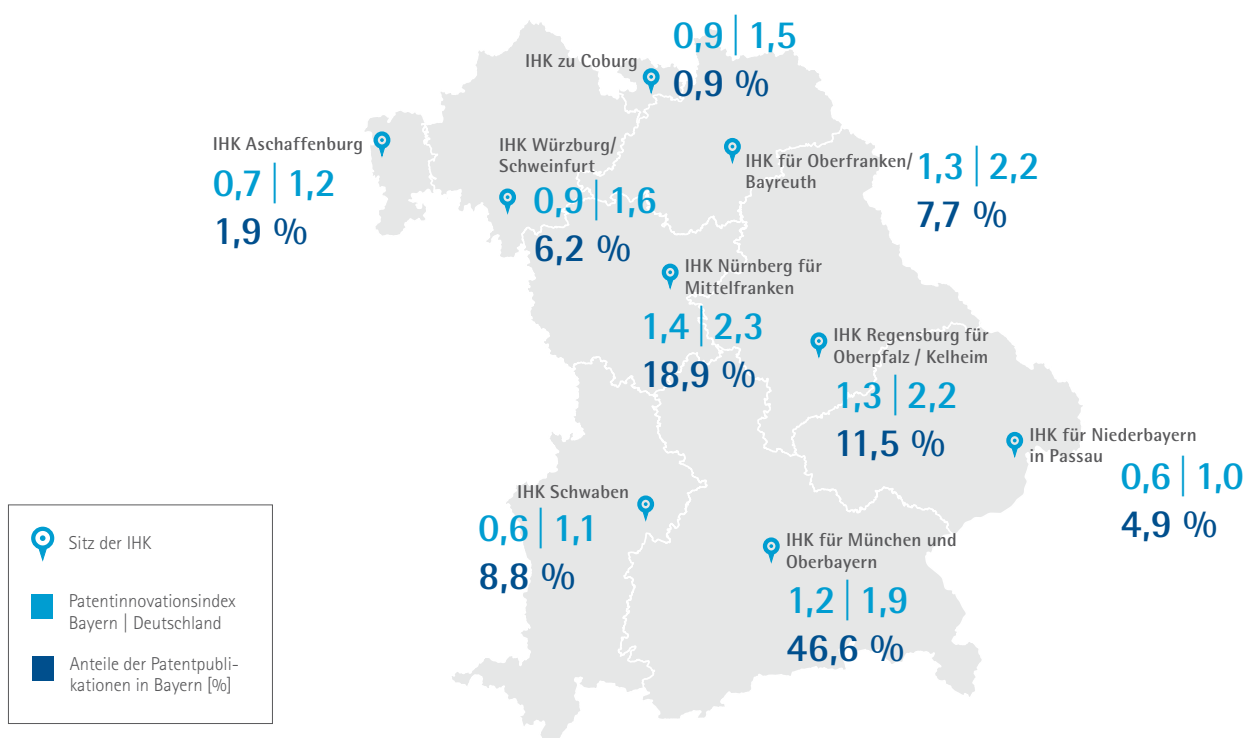 0,9 | 1,5
IHK zu Coburg
0,9 %
IHK Aschaffenburg
0,7 | 1,2
1,9 %
IHK Würzburg/
Schweinfurt
0,9 | 1,6
6,2 %
IHK für Oberfranken/
Bayreuth
1,3 | 2,2
7,7 %
IHK Nürnberg für
Mittelfranken
1,4 | 2,3
18,9 %
IHK Regensburg für
Oberpfalz / Kelheim
1,3 | 2,2
11,5 %
IHK für Niederbayern
in Passau
0,6 | 1,0
4,9 %
IHK Schwaben
0,6 | 1,1
8,8 %
IHK für München und
Oberbayern
1,2 | 1,9
46,6 %
Sitz der IHK
Patentinnovationsindex
Bayern | Deutschland
Anteile der Patentpubli-
kationen in Bayern [%]